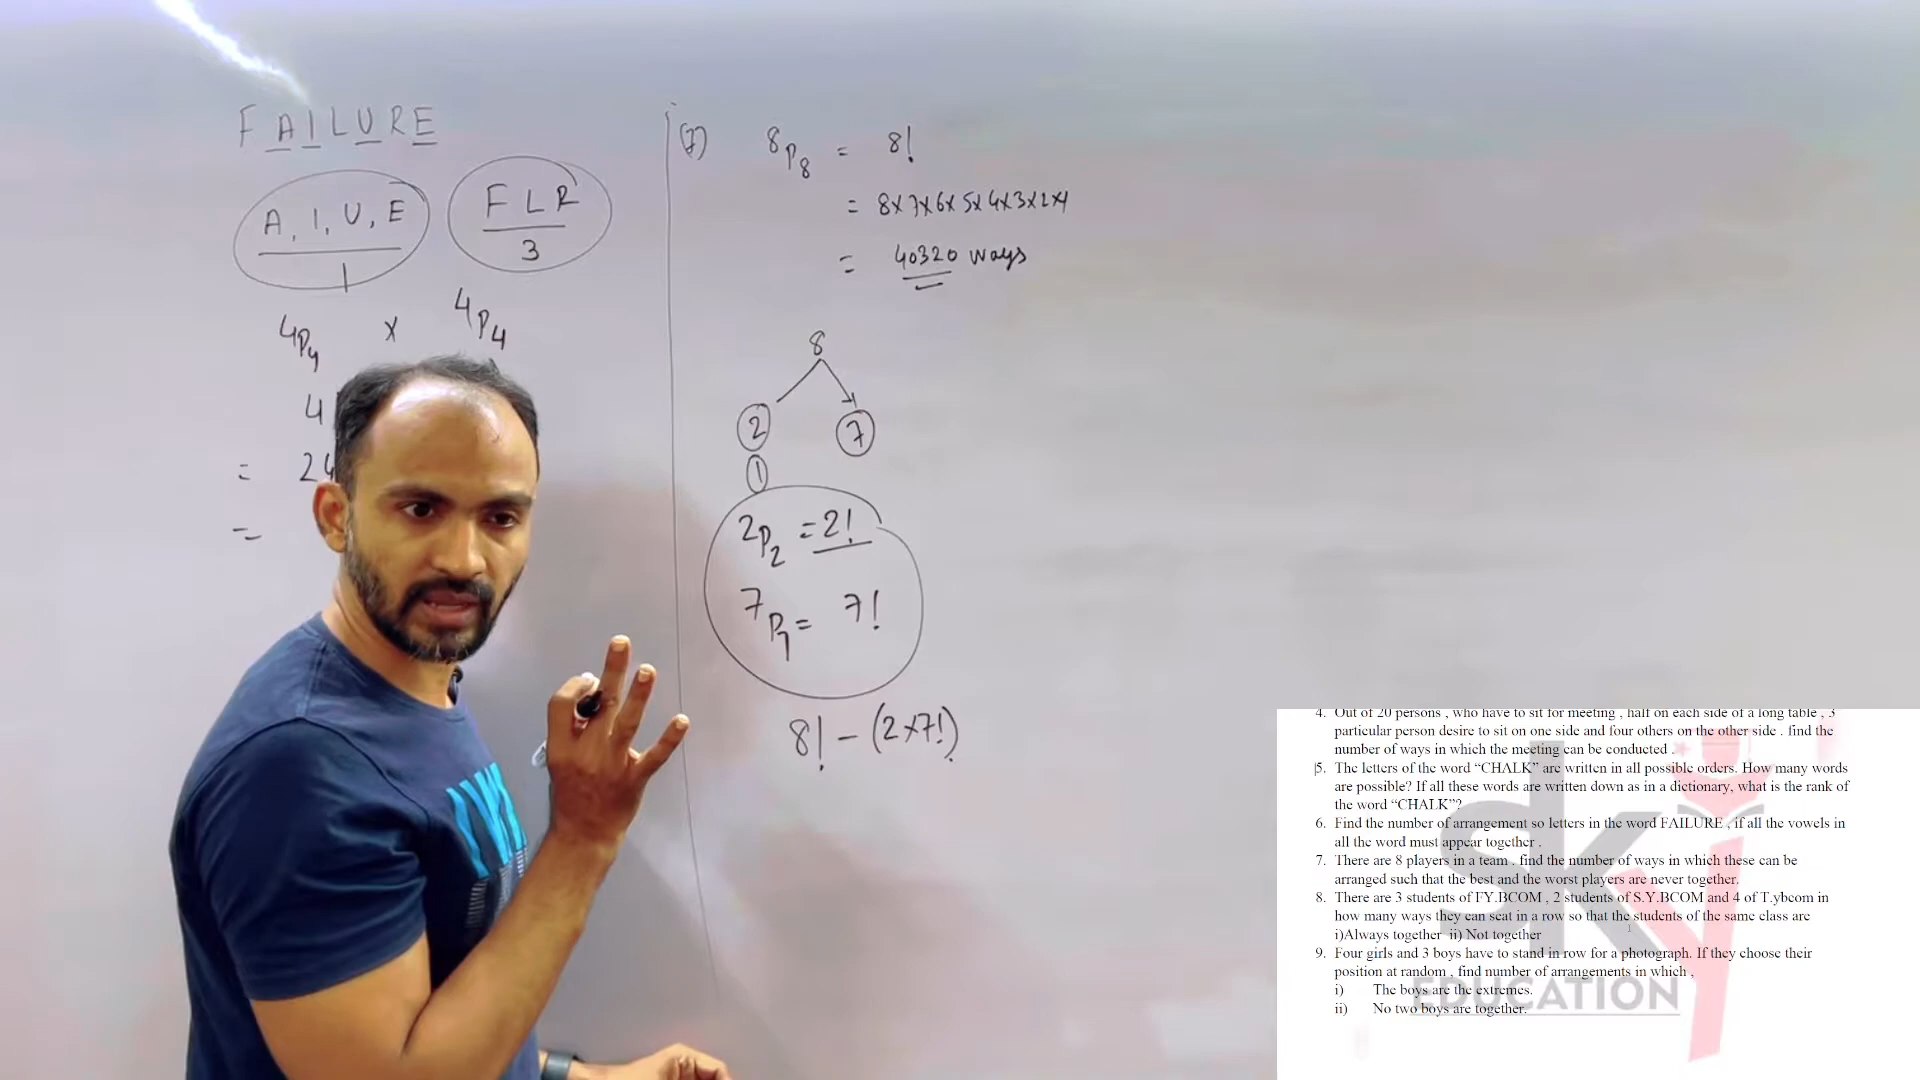 FAILURE
A, I, U, E
1
F L R
3
4P4 x 4P4
4
= 24
=
(7) 8P8 = 8!
= 8x7x6x5x4x3x2x1
= 40320 ways
8
2 7
1
2P2 = 2!
7P7 = 7!
8! - (2x7!)
4. Out of 20 persons , who have to sit for meeting , half on each side of a long table , 3
particular person desire to sit on one side and four others on the other side . find the
number of ways in which the meeting can be conducted .
5. The letters of the word “CHALK” are written in all possible orders. How many words
are possible? If all these words are written down as in a dictionary, what is the rank of
the word “CHALK”?
6. Find the number of arrangement so letters in the word FAILURE , if all the vowels in
all the word must appear together .
7. There are 8 players in a team . find the number of ways in which these can be
arranged such that the best and the worst players are never together.
8. There are 3 students of FY.BCOM , 2 students of S.Y.BCOM and 4 of T.ybcom in
how many ways they can seat in a row so that the students of the same class are
i)Always together ii) Not together
9. Four girls and 3 boys have to stand in row for a photograph. If they choose their
position at random , find number of arrangements in which ,
i) The boys are the extremes.
ii) No two boys are together.
sky
EDUCATION